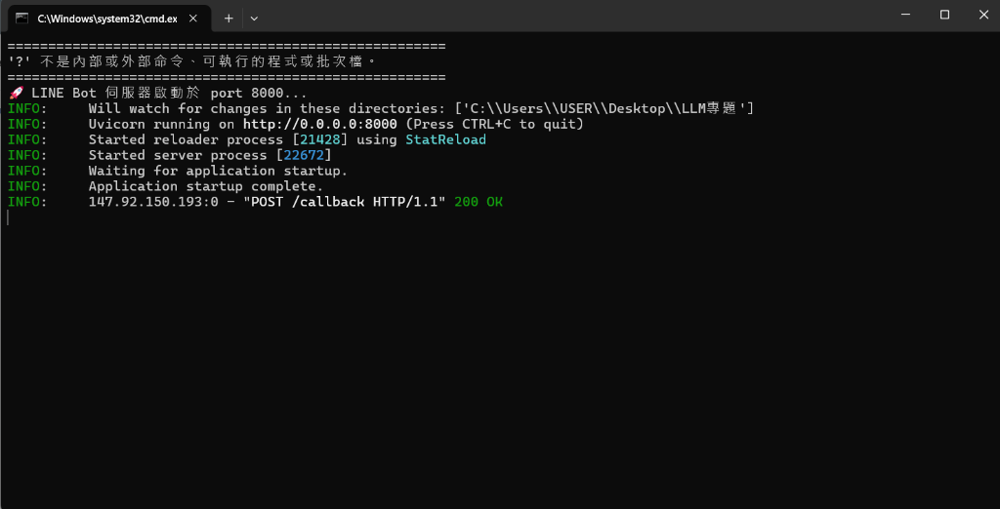 C:\Windows\system32\cmd.ex
======================================================
'?' 不是內部或外部命令、可執行的程式或批次檔。
======================================================
🚀 LINE Bot 伺服器啟動於 port 8000...
INFO:     Will watch for changes in these directories: ['C:\\Users\\USER\\Desktop\\LLM專題']
INFO:     Uvicorn running on http://0.0.0.0:8000 (Press CTRL+C to quit)
INFO:     Started reloader process [21428] using StatReload
INFO:     Started server process [22672]
INFO:     Waiting for application startup.
INFO:     Application startup complete.
INFO:     147.92.150.193:0 - "POST /callback HTTP/1.1" 200 OK